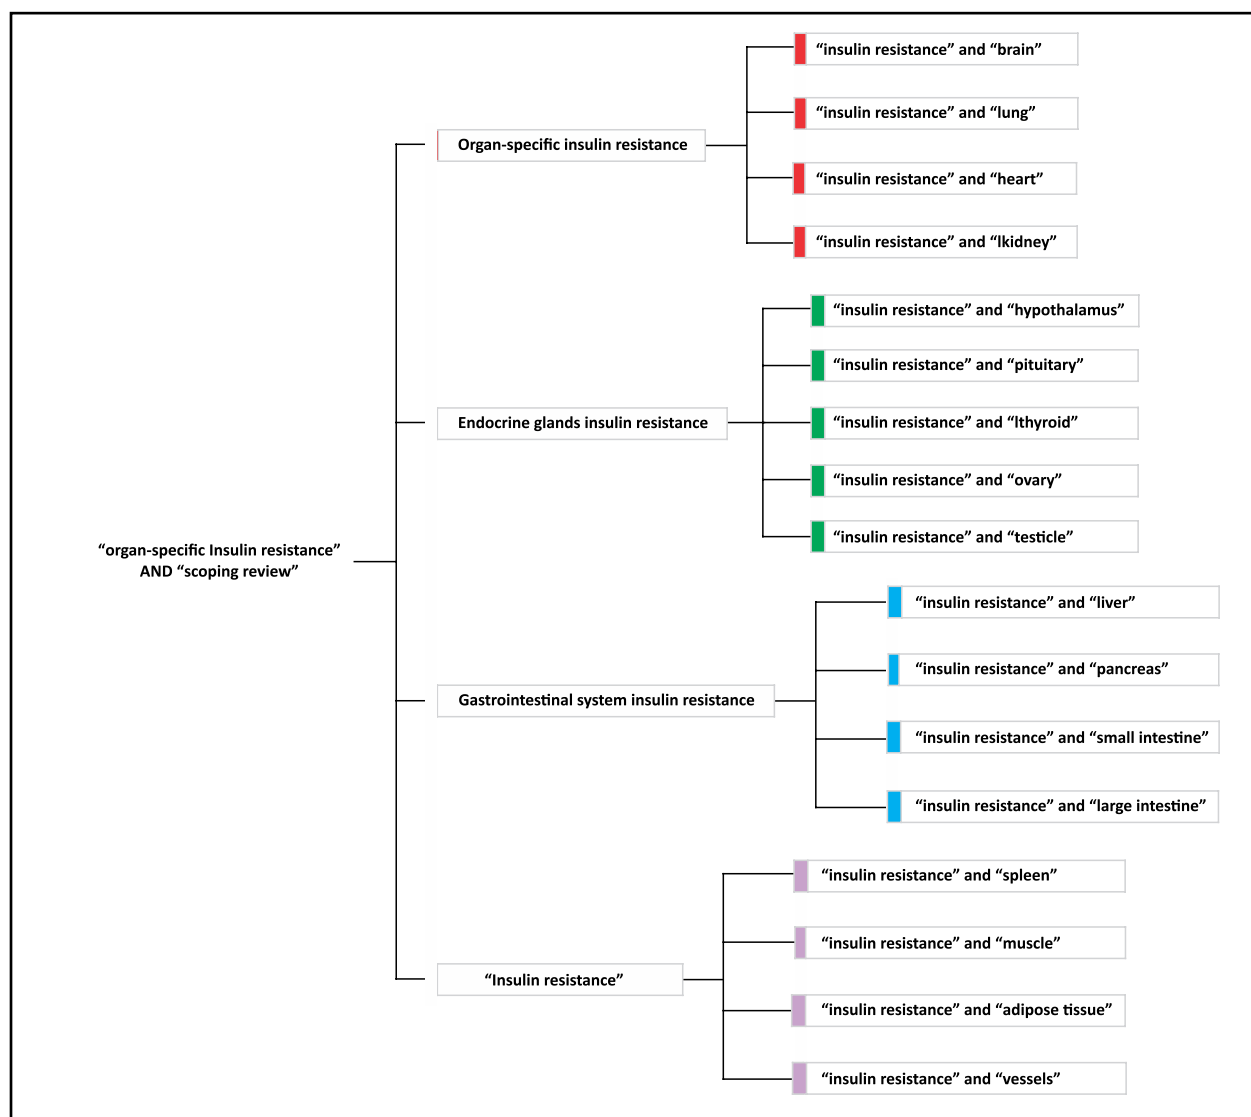 “organ-specific Insulin resistance”
AND “scoping review”
Organ-specific insulin resistance
“insulin resistance” and “brain”
“insulin resistance” and “lung”
“insulin resistance” and “heart”
“insulin resistance” and “lkidney”
Endocrine glands insulin resistance
“insulin resistance” and “hypothalamus”
“insulin resistance” and “pituitary”
“insulin resistance” and “lthyroid”
“insulin resistance” and “ovary”
“insulin resistance” and “testicle”
Gastrointestinal system insulin resistance
“insulin resistance” and “liver”
“insulin resistance” and “pancreas”
“insulin resistance” and “small intestine”
“insulin resistance” and “large intestine”
“Insulin resistance”
“insulin resistance” and “spleen”
“insulin resistance” and “muscle”
“insulin resistance” and “adipose tissue”
“insulin resistance” and “vessels”